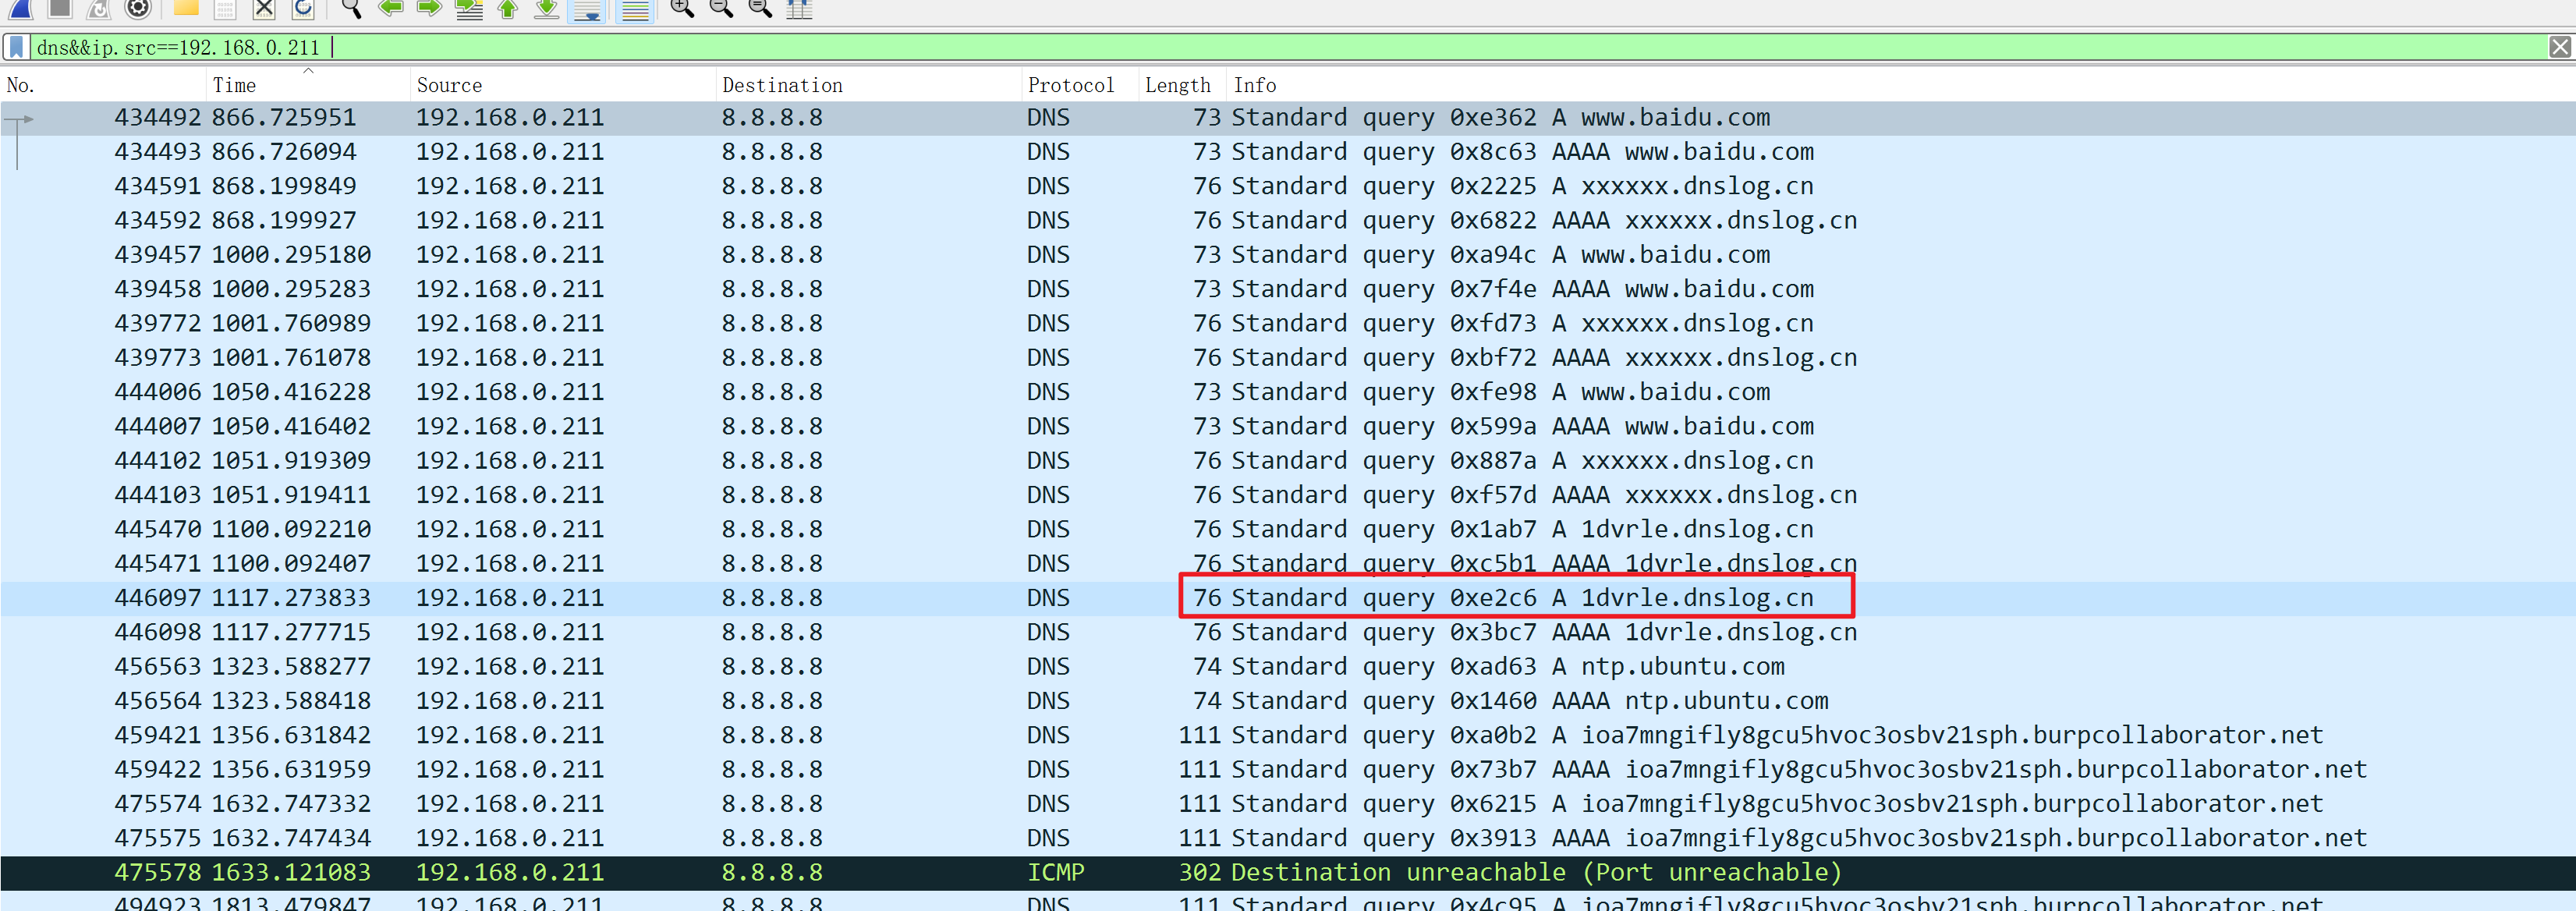 dns&&ip.src==192.168.0.211
No. Time Source Destination Protocol Length Info
434492 866.725951 192.168.0.211 8.8.8.8 DNS 73 Standard query 0xe362 A www.baidu.com
434493 866.726094 192.168.0.211 8.8.8.8 DNS 73 Standard query 0x8c63 AAAA www.baidu.com
434591 868.199849 192.168.0.211 8.8.8.8 DNS 76 Standard query 0x2225 A xxxxxx.dnslog.cn
434592 868.199927 192.168.0.211 8.8.8.8 DNS 76 Standard query 0x6822 AAAA xxxxxx.dnslog.cn
439457 1000.295180 192.168.0.211 8.8.8.8 DNS 73 Standard query 0xa94c A www.baidu.com
439458 1000.295283 192.168.0.211 8.8.8.8 DNS 73 Standard query 0x7f4e AAAA www.baidu.com
439772 1001.760989 192.168.0.211 8.8.8.8 DNS 76 Standard query 0xfd73 A xxxxxx.dnslog.cn
439773 1001.761078 192.168.0.211 8.8.8.8 DNS 76 Standard query 0xbf72 AAAA xxxxxx.dnslog.cn
444006 1050.416228 192.168.0.211 8.8.8.8 DNS 73 Standard query 0xfe98 A www.baidu.com
444007 1050.416402 192.168.0.211 8.8.8.8 DNS 73 Standard query 0x599a AAAA www.baidu.com
444102 1051.919309 192.168.0.211 8.8.8.8 DNS 76 Standard query 0x887a A xxxxxx.dnslog.cn
444103 1051.919411 192.168.0.211 8.8.8.8 DNS 76 Standard query 0xf57d AAAA xxxxxx.dnslog.cn
445470 1100.092210 192.168.0.211 8.8.8.8 DNS 76 Standard query 0x1ab7 A 1dvrle.dnslog.cn
445471 1100.092407 192.168.0.211 8.8.8.8 DNS 76 Standard query 0xc5b1 AAAA 1dvrle.dnslog.cn
446097 1117.273833 192.168.0.211 8.8.8.8 DNS 76 Standard query 0xe2c6 A 1dvrle.dnslog.cn
446098 1117.277715 192.168.0.211 8.8.8.8 DNS 76 Standard query 0x3bc7 AAAA 1dvrle.dnslog.cn
456563 1323.588277 192.168.0.211 8.8.8.8 DNS 74 Standard query 0xad63 A ntp.ubuntu.com
456564 1323.588418 192.168.0.211 8.8.8.8 DNS 74 Standard query 0x1460 AAAA ntp.ubuntu.com
459421 1356.631842 192.168.0.211 8.8.8.8 DNS 111 Standard query 0xa0b2 A ioa7mngifly8gcu5hvoc3osbv21sph.burpcollaborator.net
459422 1356.631959 192.168.0.211 8.8.8.8 DNS 111 Standard query 0x73b7 AAAA ioa7mngifly8gcu5hvoc3osbv21sph.burpcollaborator.net
475574 1632.747332 192.168.0.211 8.8.8.8 DNS 111 Standard query 0x6215 A ioa7mngifly8gcu5hvoc3osbv21sph.burpcollaborator.net
475575 1632.747434 192.168.0.211 8.8.8.8 DNS 111 Standard query 0x3913 AAAA ioa7mngifly8gcu5hvoc3osbv21sph.burpcollaborator.net
475578 1633.121083 192.168.0.211 8.8.8.8 ICMP 302 Destination unreachable (Port unreachable)
494923 1813.479847 192.168.0.211 8.8.8.8 DNS 111 Standard query 0x4c95 A ioa7mngifly8gcu5hvoc3osbv21sph.burpcollaborator.net